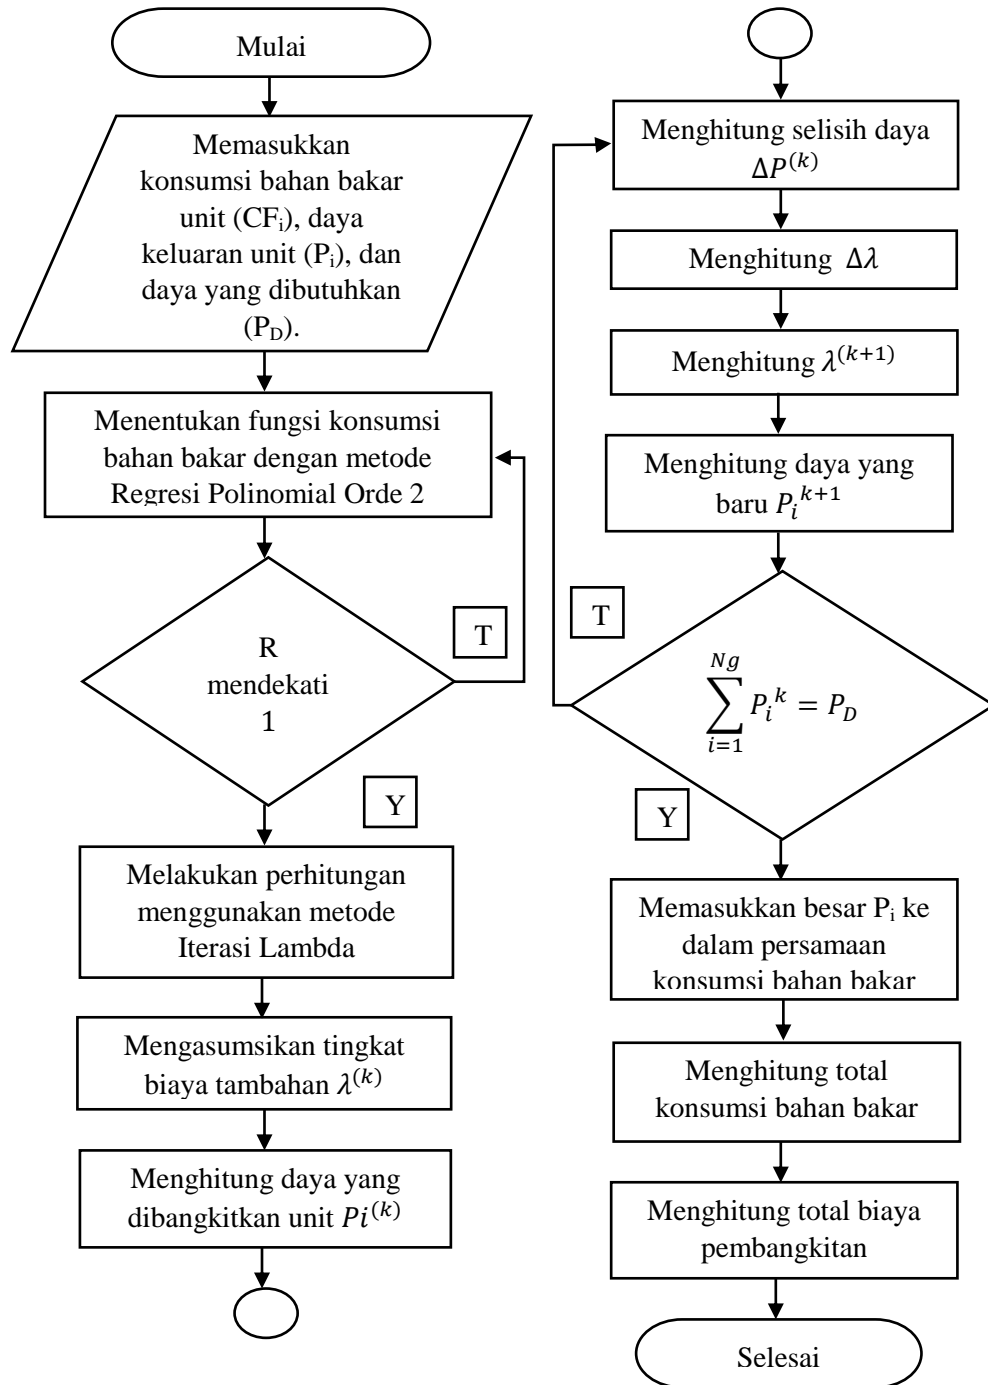 Mulai
Memasukkan
konsumsi bahan bakar
unit (CFᵢ), daya
keluaran unit (Pᵢ), dan
daya yang dibutuhkan
(P_D).
Menentukan fungsi konsumsi
bahan bakar dengan metode
Regresi Polinomial Orde 2
R
mendekati
1
T
Y
Melakukan perhitungan
menggunakan metode
Iterasi Lambda
Mengasumsikan tingkat
biaya tambahan λ^(k)
Menghitung daya yang
dibangkitkan unit Pi^(k)
Menghitung selisih daya
ΔP^(k)
Menghitung Δλ
Menghitung λ^(k+1)
Menghitung daya yang
baru P_i^k+1
T
∑_{i=1}^{Ng} P_i^k = P_D
Y
Memasukkan besar Pᵢ ke
dalam persamaan
konsumsi bahan bakar
Menghitung total
konsumsi bahan bakar
Menghitung total biaya
pembangkitan
Selesai